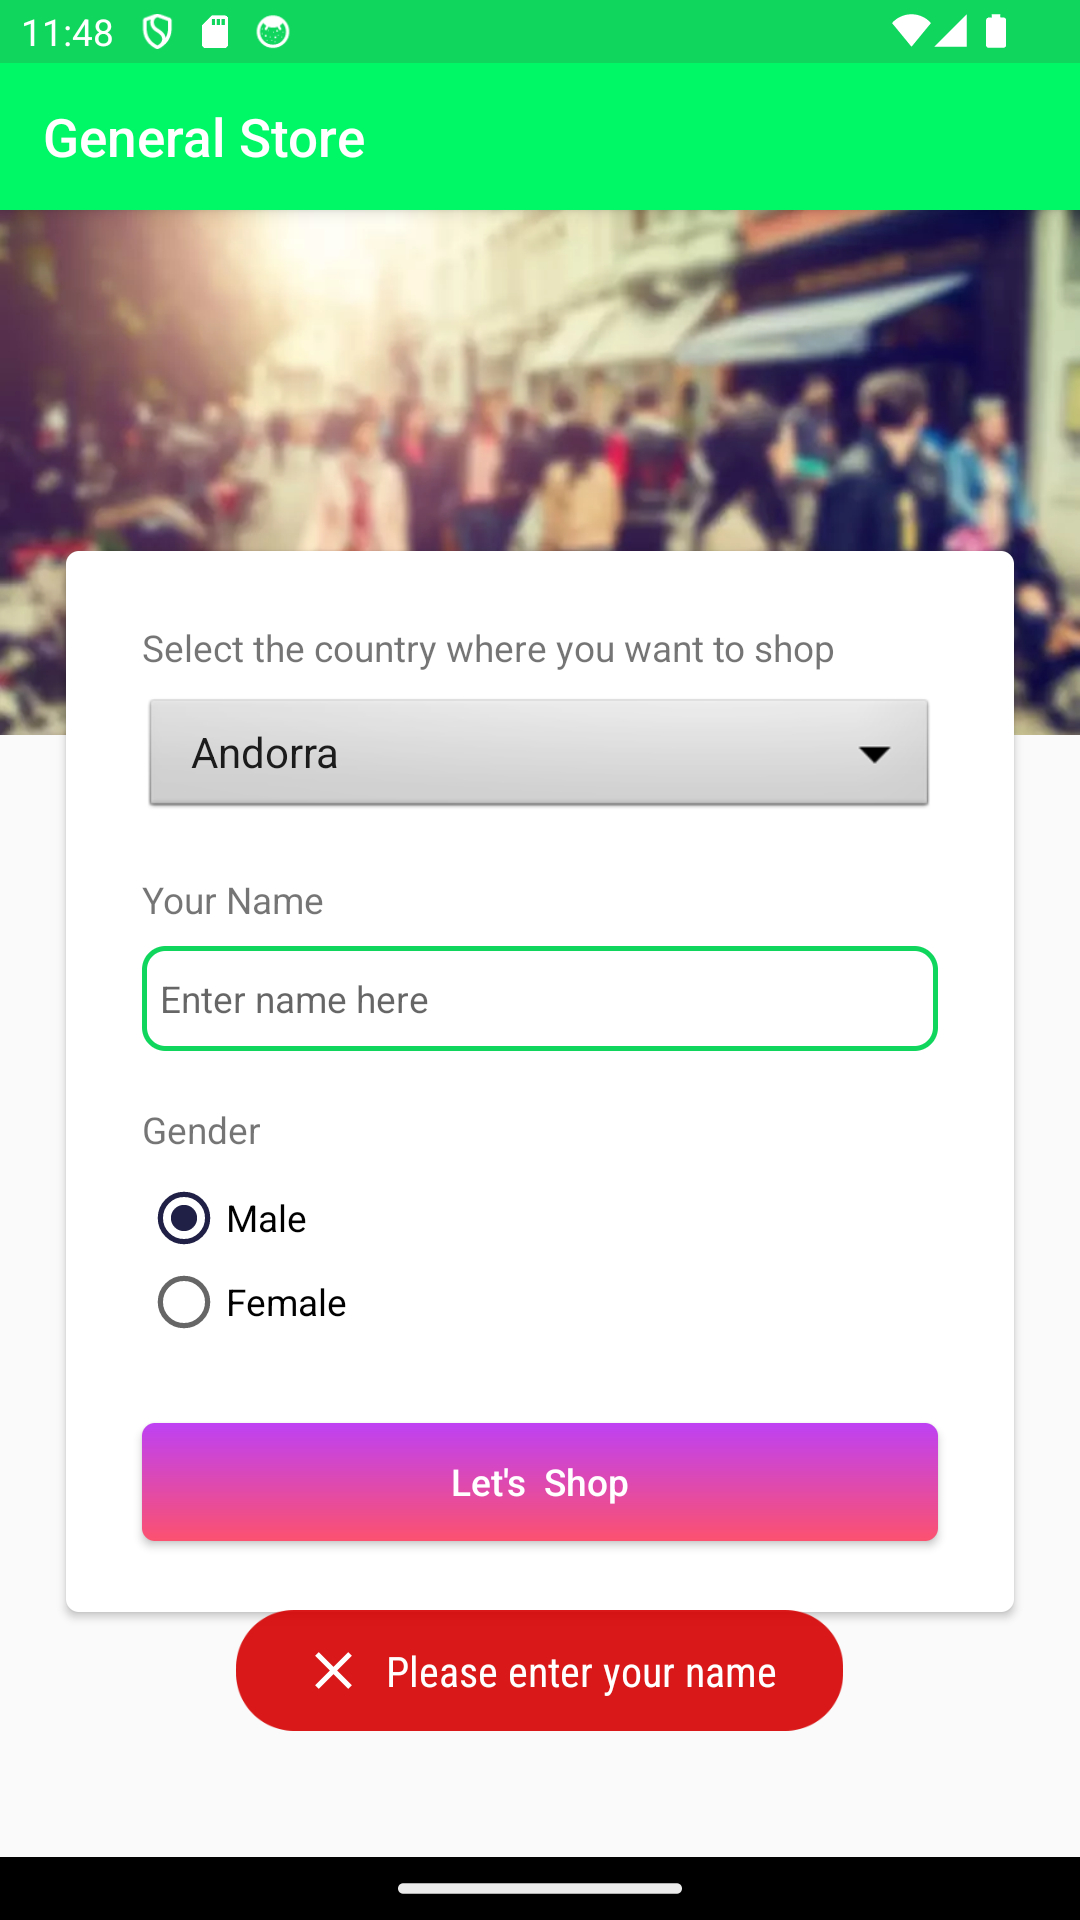 11:48
General Store
Select the country where you want to shop
Andorra
Your Name
Enter name here
Gender
Male
Female
Let's  Shop
Please enter your name